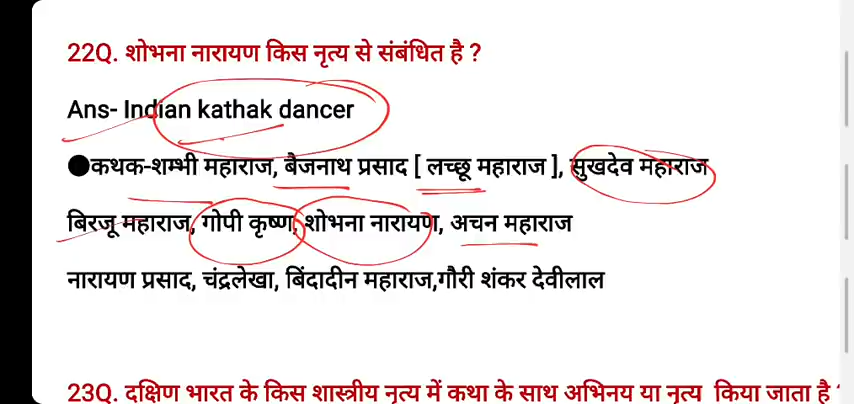 22Q. शोभना नारायण किस नृत्य से संबंधित है ?
Ans- Indian kathak dancer
●कथक-शम्भी महाराज, बैजनाथ प्रसाद [ लच्छू महाराज ], सुखदेव महाराज
बिरजू महाराज, गोपी कृष्ण, शोभना नारायण, अचन महाराज
नारायण प्रसाद, चंद्रलेखा, बिंदादीन महाराज,गौरी शंकर देवीलाल
23Q. दक्षिण भारत के किस शास्त्रीय नृत्य में कथा के साथ अभिनय या नृत्य किया जाता है